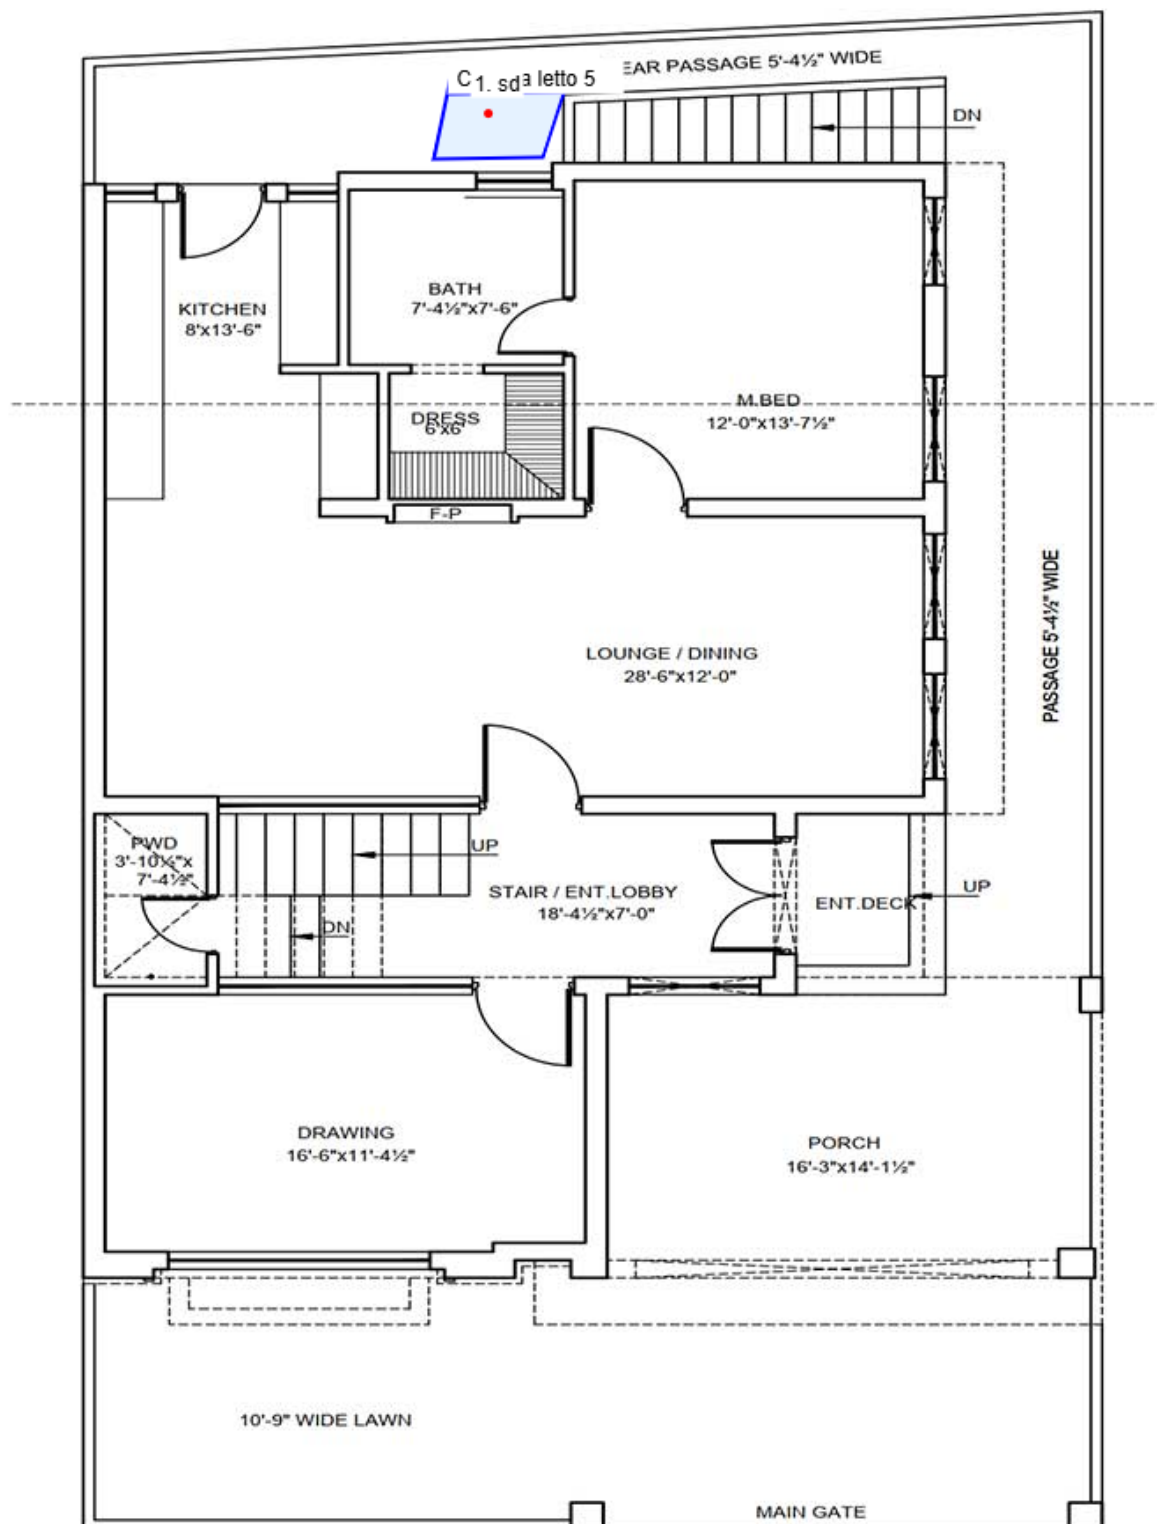 a letto 5
1. sd
EAR PASSAGE 5'-4½" WIDE
DN
KITCHEN
8'x13'-6"
BATH
7'-4½"x7'-6"
DRESS
6'x6'
M.BED
12'-0"x13'-7½"
F-P
LOUNGE / DINING
28'-6"x12'-0"
PASSAGE 5'-4½" WIDE
PWD
3'-10½"x
7'-4½"
UP
DN
STAIR / ENT.LOBBY
18'-4½"x7'-0"
ENT.DECK
UP
DRAWING
16'-6"x11'-4½"
PORCH
16'-3"x14'-1½"
10'-9" WIDE LAWN
MAIN GATE